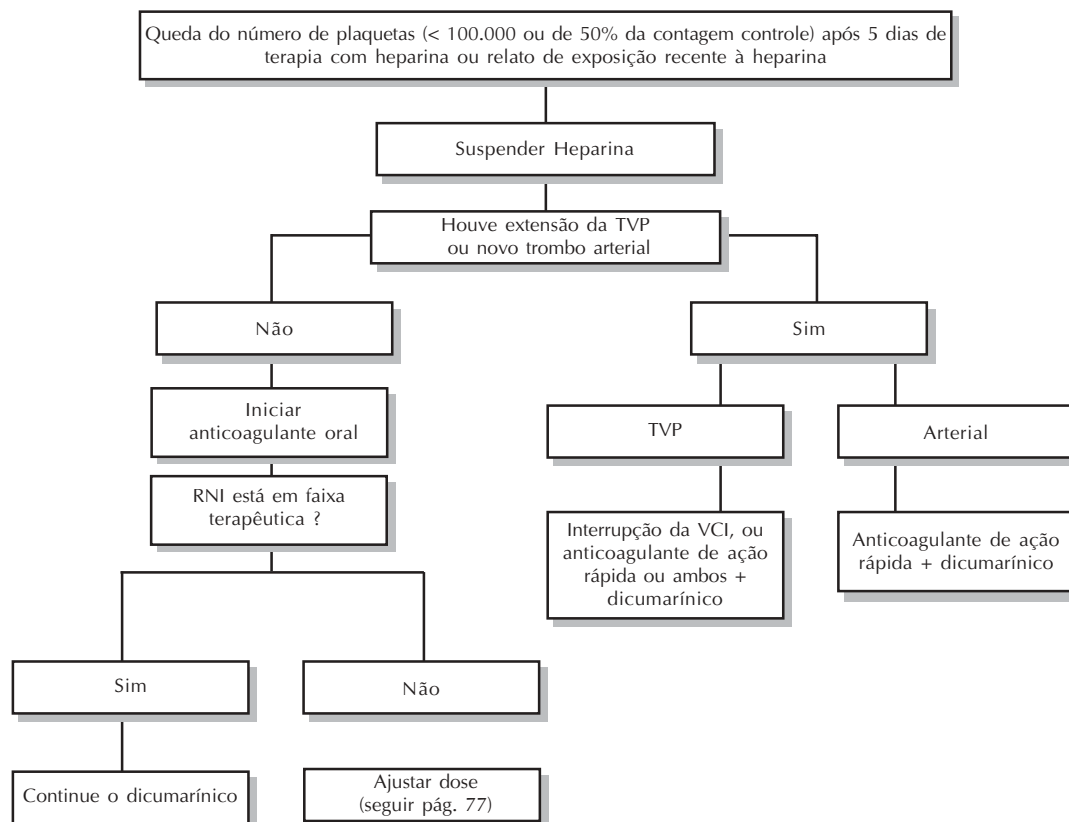 Queda do número de plaquetas (< 100.000 ou de 50% da contagem controle) após 5 dias de
terapia com heparina ou relato de exposição recente à heparina
Suspender Heparina
Houve extensão da TVP
ou novo trombo arterial
Não
Sim
Iniciar
anticoagulante oral
TVP
Arterial
RNI está em faixa
terapêutica ?
Interrupção da VCI, ou
anticoagulante de ação
rápida ou ambos +
dicumarínico
Anticoagulante de ação
rápida + dicumarínico
Sim
Não
Continue o dicumarínico
Ajustar dose
(seguir pág. 77)